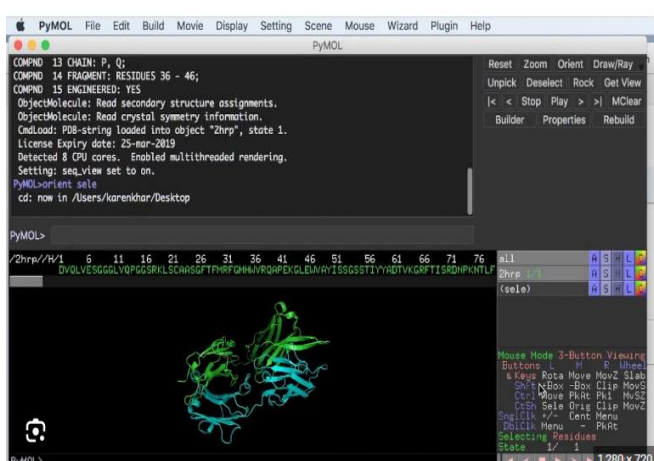 PyMOL File Edit Build Movie Display Setting Scene Mouse Wizard Plugin Help
PyMOL
COMPND 13 CHAIN: P, Q;
COMPND 14 FRAGMENT: RESIDUES 36 - 46;
COMPND 15 ENGINEERED: YES
ObjectMolecule: Read secondary structure assignments.
ObjectMolecule: Read crystal symmetry information.
CmdLoad: PDB-string loaded into object "2hrp", state 1.
License Expiry date: 25-mar-2019
Detected 8 CPU cores. Enabled multithreaded rendering.
Setting: seq_view set to on.
PyMOL>orient sele
cd: now in /Users/karenkhar/Desktop
Reset Zoom Orient Draw/Ray
Unpick Deselect Rock Get View
|< < Stop Play > >| MClear
Builder Properties Rebuild
PyMOL>
/2hrp//H/1 6 11 16 21 26 31 36 41 46 51 56 61 66 71 76
DVQLVESGGGLVQPGGSRKLSCAASGFTFMRFGMHWVRQAPEKGLEWVAYISSGSSTIYYADTVKGRFTISRDNPKNTLF
all A S H L C
2hrp 1/1 A S H L C
(sele) A S H L C
Mouse Mode 3-Button Viewing
Buttons L M R Wheel
& Keys Rota Move MovZ Slab
Shft +Box -Box Clip MovS
Ctrl Move PkAt Pk1 MvSZ
CtSh Sele Orig Clip MovZ
SnglClk +/- Cent Menu
DblClk Menu - PkAt
Selecting Residues
State 1/ 1
1,280 x 720